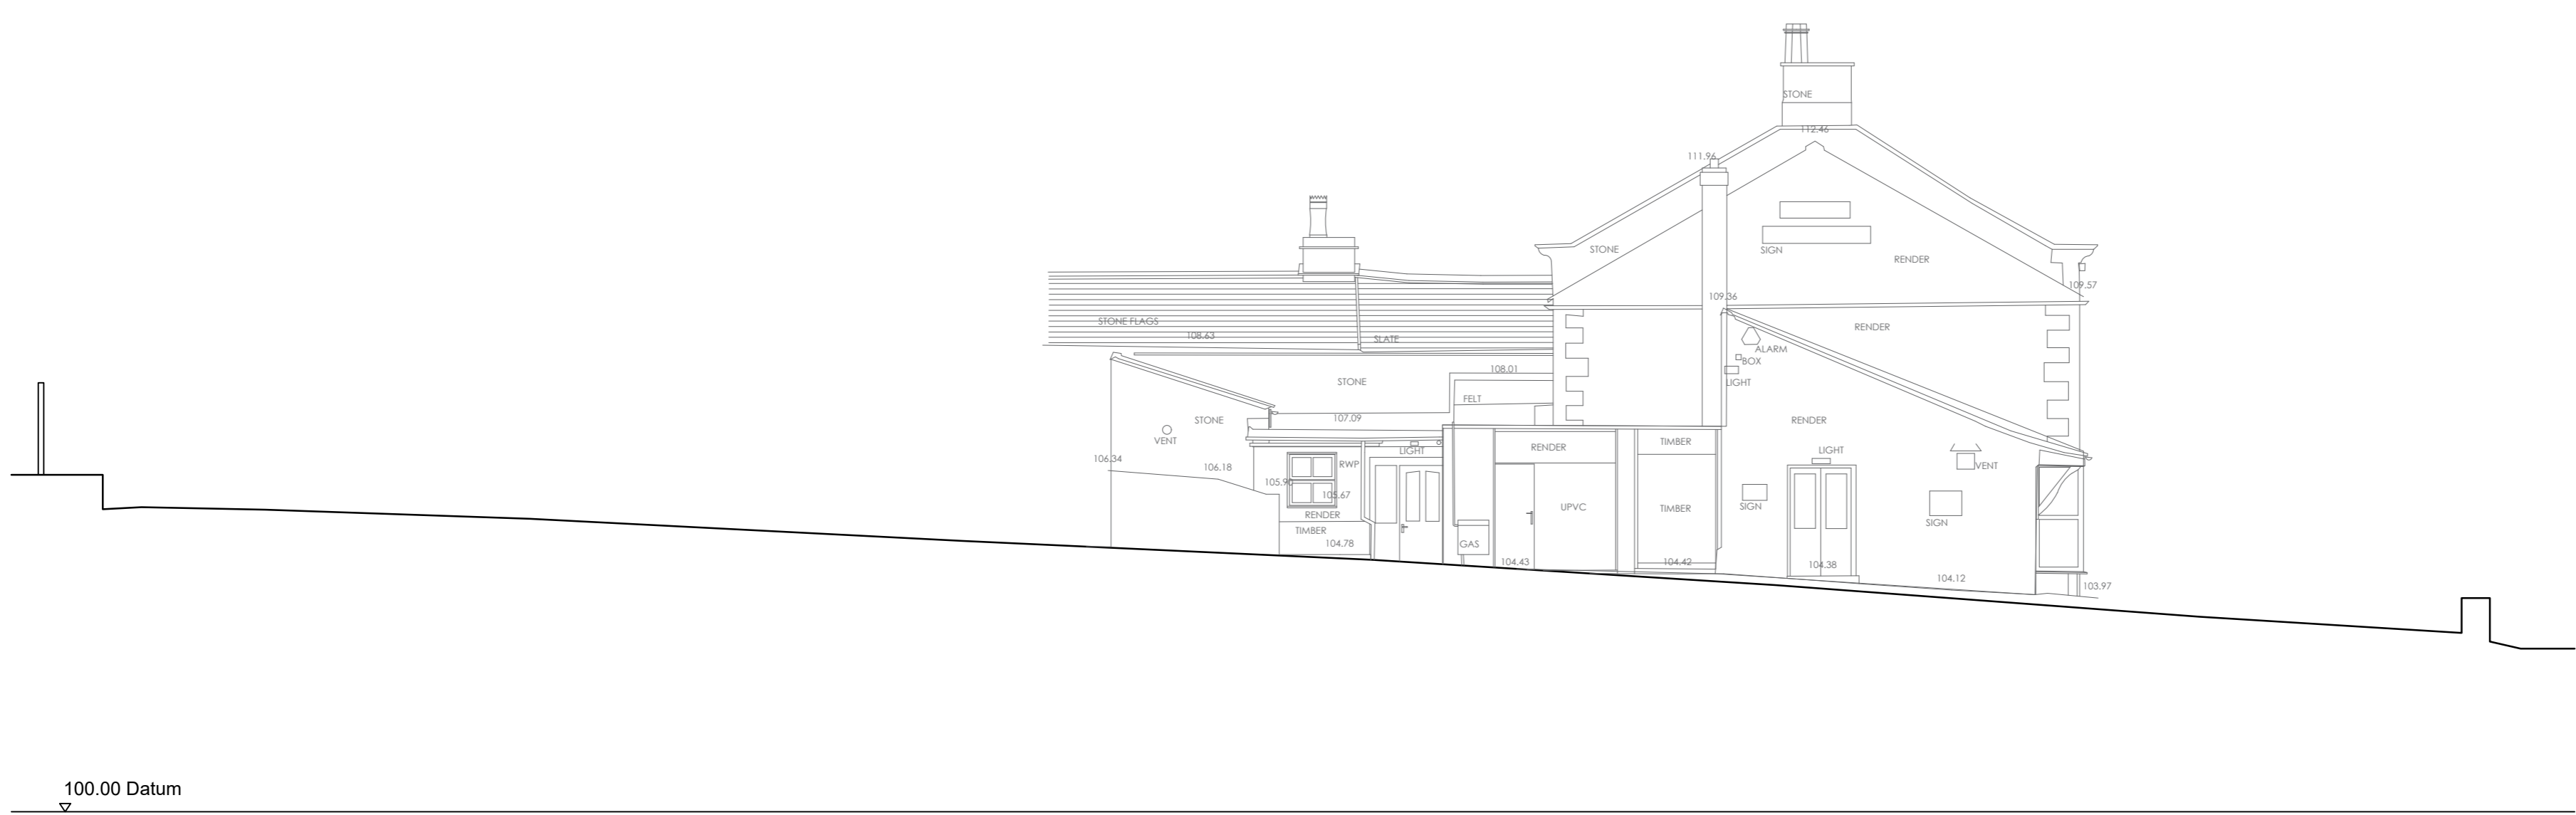 STONE
112.46
111.96
STONE
SIGN
RENDER
109.57
109.36
STONE FLAGS
108.63
SLATE
RENDER
ALARM
BOX
LIGHT
108.01
STONE
FELT
107.09
STONE
VENT
RENDER
TIMBER
RENDER
LIGHT
LIGHT
106.34
106.18
RWP
VENT
105.90
105.67
SIGN
UPVC
TIMBER
SIGN
RENDER
TIMBER
104.78
GAS
104.43
104.42
104.38
104.12
103.97
100.00 Datum